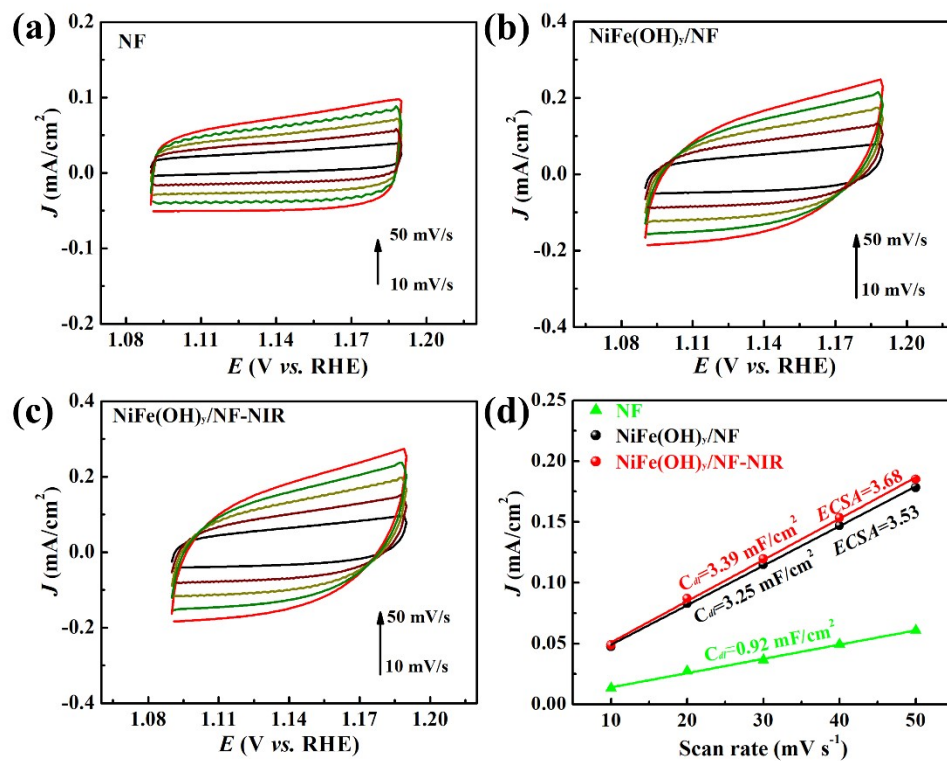 (a)
NF
0.2
0.1
0.0
-0.1
-0.2
J (mA/cm²)
50 mV/s
10 mV/s
1.08 1.11 1.14 1.17 1.20
E (V vs. RHE)
(b)
NiFe(OH)ᵧ/NF
0.4
0.2
0.0
-0.2
-0.4
J (mA/cm²)
50 mV/s
10 mV/s
1.08 1.11 1.14 1.17 1.20
E (V vs. RHE)
(c)
NiFe(OH)ᵧ/NF-NIR
0.4
0.2
0.0
-0.2
-0.4
J (mA/cm²)
50 mV/s
10 mV/s
1.08 1.11 1.14 1.17 1.20
E (V vs. RHE)
(d)
NF
NiFe(OH)ᵧ/NF
NiFe(OH)ᵧ/NF-NIR
0.25
0.20
0.15
0.10
0.05
0.00
J (mA/cm²)
Cdl=3.39 mF/cm² ECSA=3.68
Cdl=3.25 mF/cm² ECSA=3.53
Cdl=0.92 mF/cm²
10 20 30 40 50
Scan rate (mV s⁻¹)